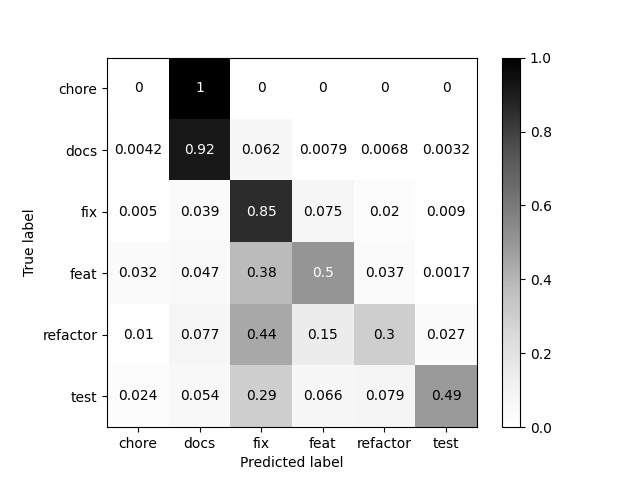 chore 0 1 0 0 0 0
docs 0.0042 0.92 0.062 0.0079 0.0068 0.0032
fix 0.005 0.039 0.85 0.075 0.02 0.009
feat 0.032 0.047 0.38 0.5 0.037 0.0017
refactor 0.01 0.077 0.44 0.15 0.3 0.027
test 0.024 0.054 0.29 0.066 0.079 0.49
chore docs fix feat refactor test
Predicted label
True label
1.0
0.8
0.6
0.4
0.2
0.0